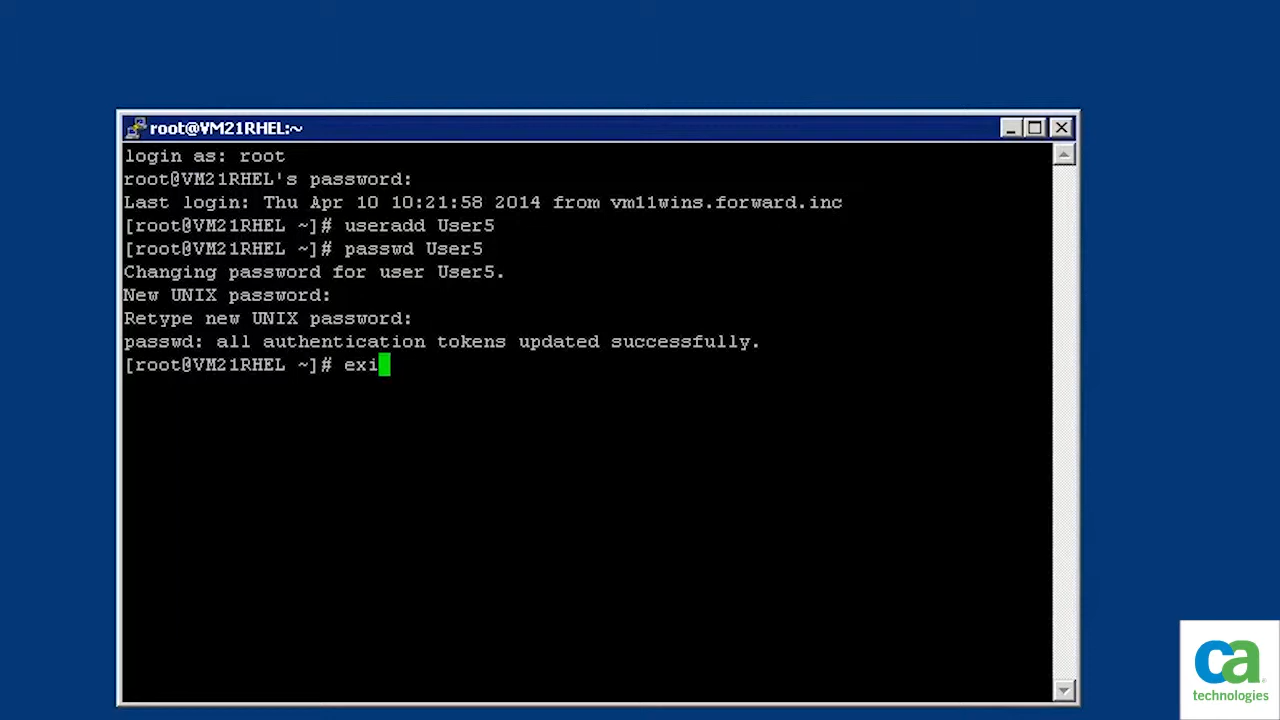 root@VM21RHEL:~
login as: root
root@VM21RHEL's password:
Last login: Thu Apr 10 10:21:58 2014 from vm11wins.forward.inc
[root@VM21RHEL ~]# useradd User5
[root@VM21RHEL ~]# passwd User5
Changing password for user User5.
New UNIX password:
Retype new UNIX password:
passwd: all authentication tokens updated successfully.
[root@VM21RHEL ~]# exi
ca
technologies